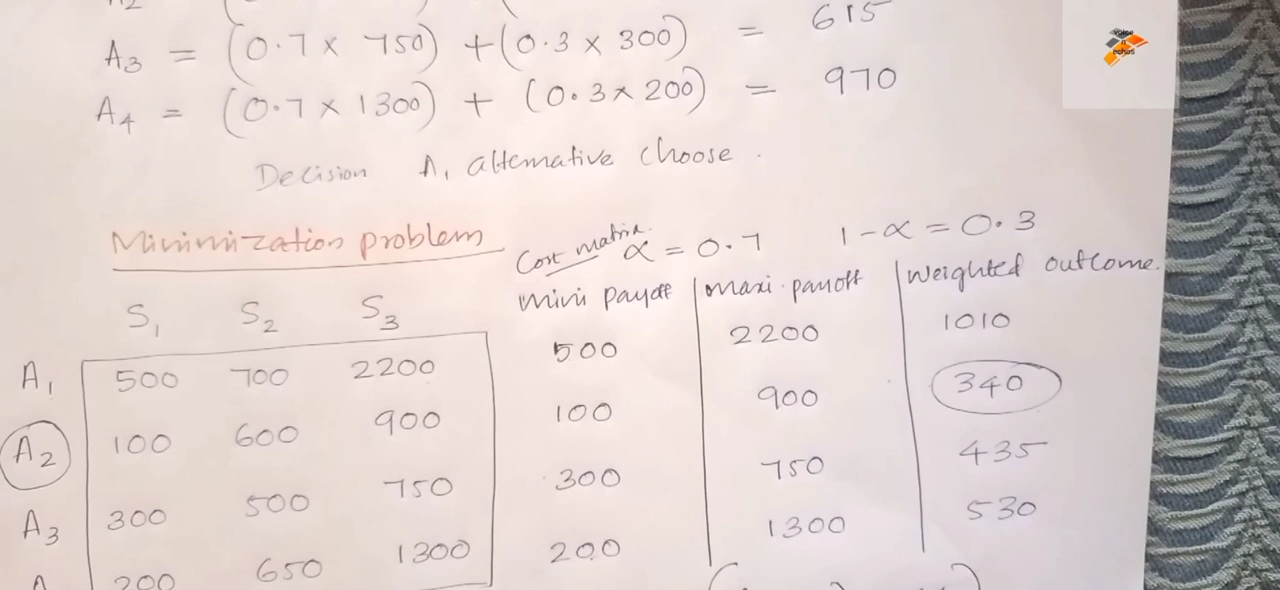 A3 = (0.7 × 750) + (0.3 × 300) = 615
A4 = (0.7 × 1300) + (0.3 × 200) = 970
Decision A1 alternative choose .
Minimization problem
Cost matrix α = 0.7 1-α = 0.3
S1 S2 S3 mini payoff maxi payoff weighted outcome.
A1 500 700 2200 500 2200 1010
A2 100 600 900 100 900 340
A3 300 500 750 300 750 435
200 650 1300 200 1300 530
voice
n
echos